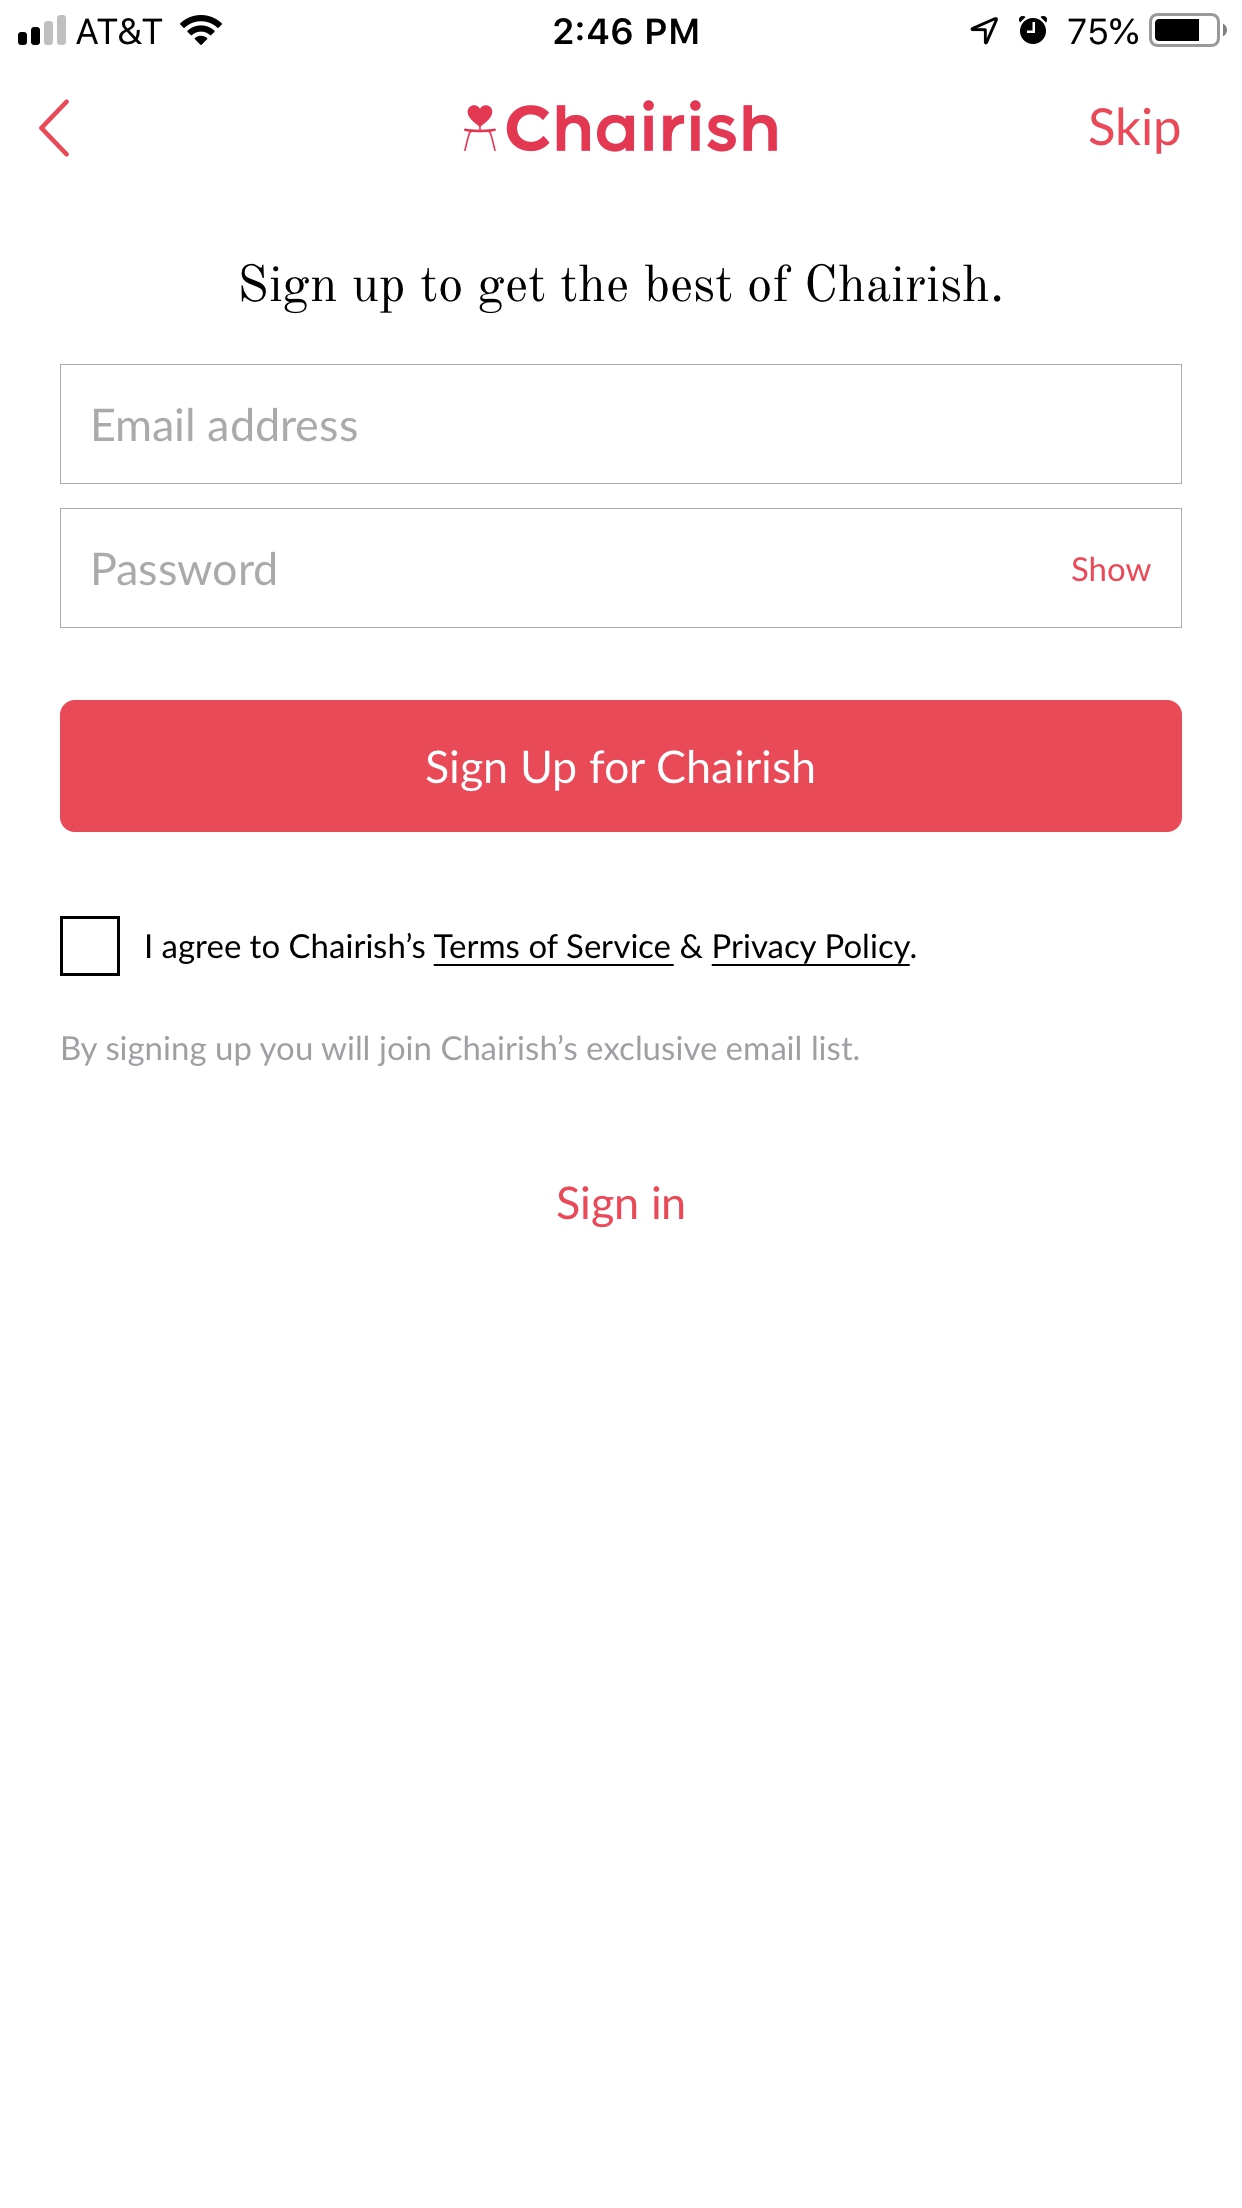 AT&T 2:46 PM 75%
Chairish Skip
Sign up to get the best of Chairish.
Email address
Password Show
Sign Up for Chairish
I agree to Chairish’s Terms of Service & Privacy Policy.
By signing up you will join Chairish’s exclusive email list.
Sign in